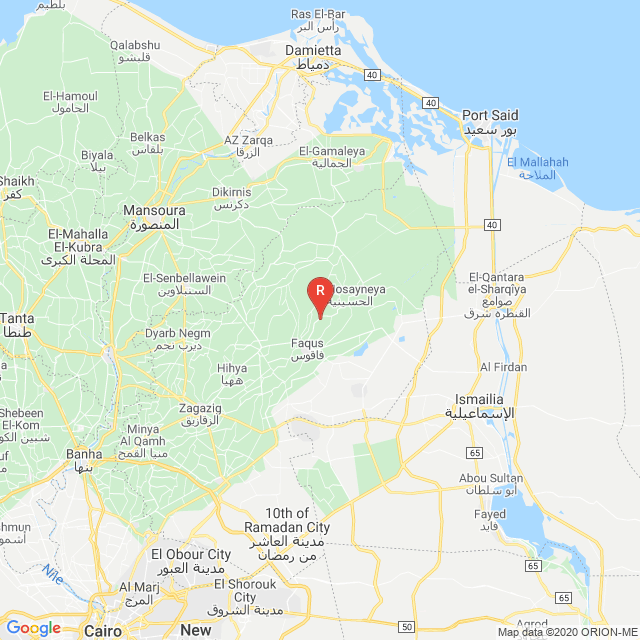 بلطيم
Ras El-Bar
رأس البر
Qalabshu
قلبشو
Damietta
دمياط
40
El-Hamoul
الحامول
40
Port Said
بور سعيد
Belkas
بلقاس
AZ Zarqa
الزرقا
El-Gamaleya
الجمالية
Biyala
بيلا
El Mallahah
الملاحة
Shaikh
كفر
Dikirnis
دكرنس
Mansoura
المنصورة
40
El-Mahalla
El-Kubra
المحلة الكبرى
El-Senbellawein
السنبلاوين
R
Hosayneya
الحسينية
El-Qantara
el-Sharqîya
صوامع
القنطره شرق
Tanta
طنطا
Dyarb Negm
ديرب نجم
Faqus
فاقوس
Hihya
ههيا
Al Firdan
Zagazig
الزقازيق
Ismailia
الإسماعيلية
Shebeen
El-Kom
شبين الكو
Minya
Al Qamh
منيا القمح
Banha
بنها
65
Abou Sultan
أبو سلطان
Fayed
فايد
10th of
Ramadan City
مدينة العاشر
من رمضان
El Obour City
مدينة العبور
Nile
Al Marj
المرج
El Shorouk
City
مدينة الشروق
65
65
50
Google
Cairo
New
Agrod
Map data ©2020 ORION-ME